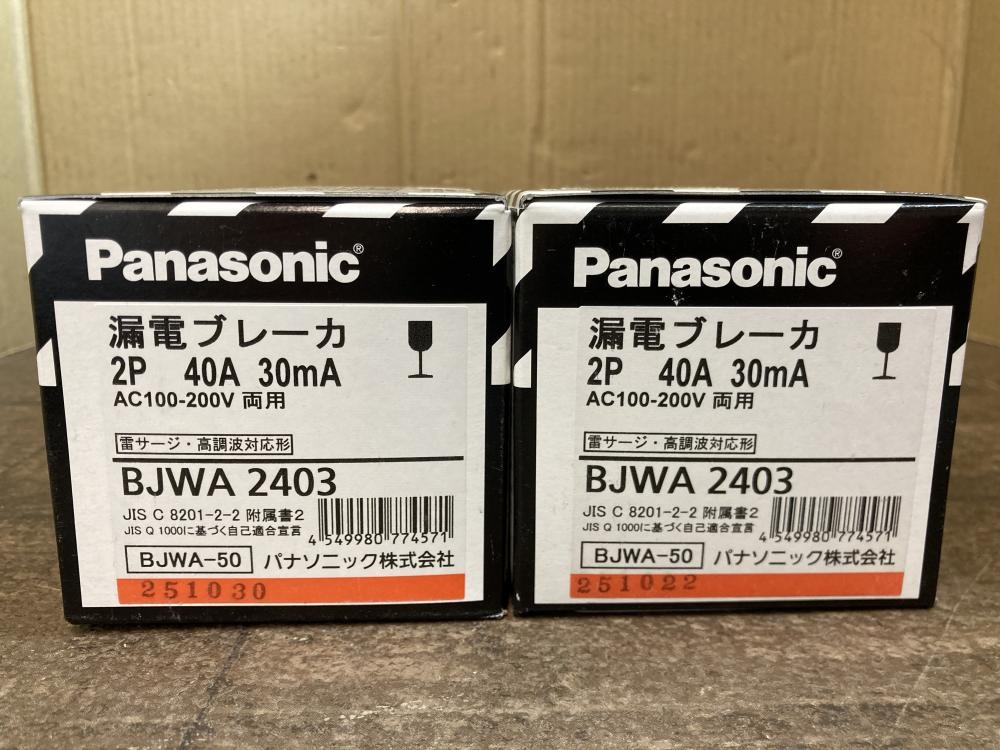 Panasonic®
漏電ブレーカ
2P 40A 30mA
AC100-200V 両用
雷サージ・高調波対応形
BJWA 2403
JIS C 8201-2-2 附属書2
JIS Q 1000に基づく自己適合宣言
4 549980 774571
BJWA-50 パナソニック株式会社
251030
Panasonic®
漏電ブレーカ
2P 40A 30mA
AC100-200V 両用
雷サージ・高調波対応形
BJWA 2403
JIS C 8201-2-2 附属書2
JIS Q 1000に基づく自己適合宣言
4 549980 774571
BJWA-50 パナソニック株式会社
251022